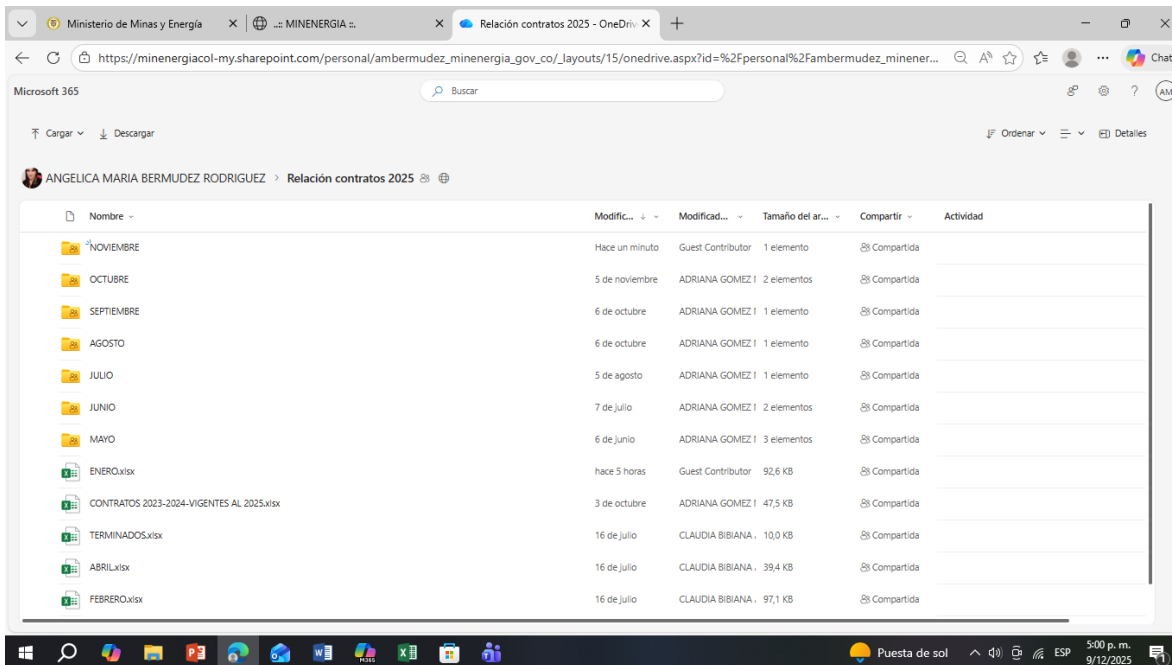 Ministerio de Minas y Energía
..:: MINENERGIA ::.
Relación contratos 2025 - OneDriv
https://minenergiacol-my.sharepoint.com/personal/ambermudez_minenergia_gov_co/_layouts/15/onedrive.aspx?id=%2Fpersonal%2Fambermudez_minener...
Chat
Microsoft 365
Buscar
AM
Cargar
Descargar
Ordenar
Detalles
ANGELICA MARIA BERMUDEZ RODRIGUEZ > Relación contratos 2025
Nombre Modific... Modificad... Tamaño del ar... Compartir Actividad
NOVIEMBRE Hace un minuto Guest Contributor 1 elemento Compartida
OCTUBRE 5 de noviembre ADRIANA GOMEZ 2 elementos Compartida
SEPTIEMBRE 6 de octubre ADRIANA GOMEZ 1 elemento Compartida
AGOSTO 6 de octubre ADRIANA GOMEZ 1 elemento Compartida
JULIO 5 de agosto ADRIANA GOMEZ 1 elemento Compartida
JUNIO 7 de julio ADRIANA GOMEZ 2 elementos Compartida
MAYO 6 de junio ADRIANA GOMEZ 3 elementos Compartida
ENERO.xlsx hace 5 horas Guest Contributor 92,6 KB Compartida
CONTRATOS 2023-2024-VIGENTES AL 2025.xlsx 3 de octubre ADRIANA GOMEZ 47,5 KB Compartida
TERMINADOS.xlsx 16 de julio CLAUDIA BIBIANA 10,0 KB Compartida
ABRIL.xlsx 16 de julio CLAUDIA BIBIANA 39,4 KB Compartida
FEBRERO.xlsx 16 de julio CLAUDIA BIBIANA 97,1 KB Compartida
M365
Puesta de sol
ESP
5:00 p. m.
9/12/2025